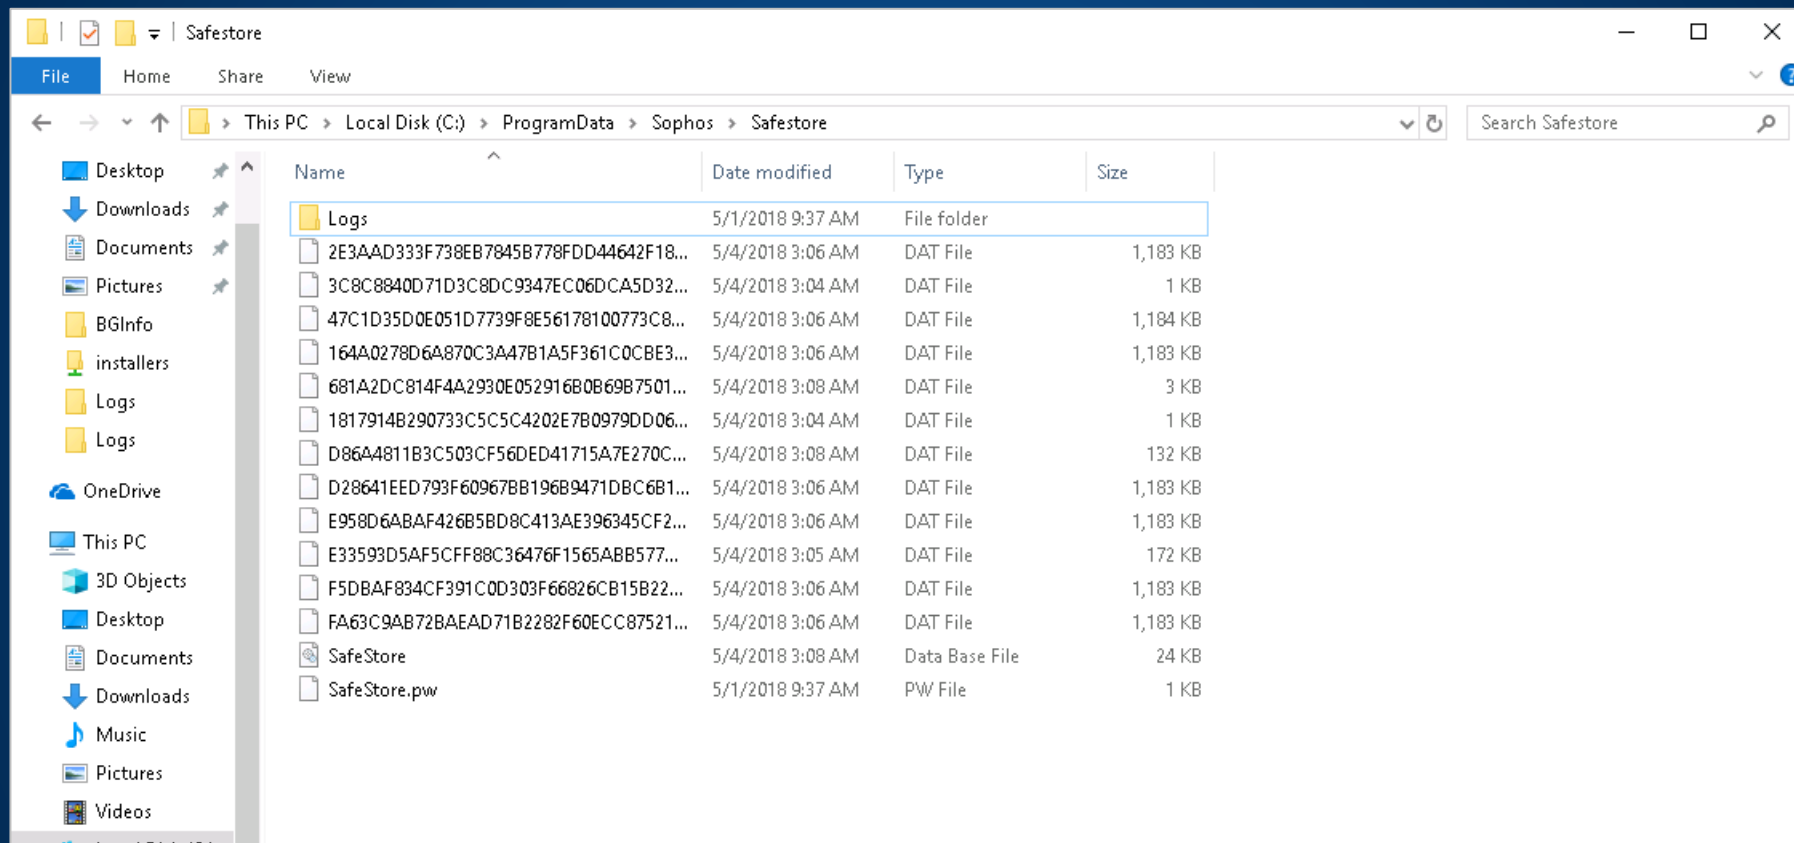 Safestore
File Home Share View
This PC Local Disk (C:) ProgramData Sophos Safestore
Search Safestore
Desktop
Downloads
Documents
Pictures
BGInfo
installers
Logs
Logs
OneDrive
This PC
3D Objects
Desktop
Documents
Downloads
Music
Pictures
Videos
Name Date modified Type Size
Logs 5/1/2018 9:37 AM File folder
2E3AAD333F738EB7845B778FDD44642F18... 5/4/2018 3:06 AM DAT File 1,183 KB
3C8C8840D71D3C8DC9347EC06DCA5D32... 5/4/2018 3:04 AM DAT File 1 KB
47C1D35D0E051D7739F8E56178100773C8... 5/4/2018 3:06 AM DAT File 1,184 KB
164A0278D6A870C3A47B1A5F361C0CBE3... 5/4/2018 3:06 AM DAT File 1,183 KB
681A2DC814F4A2930E052916B0B69B7501... 5/4/2018 3:08 AM DAT File 3 KB
1817914B290733C5C5C4202E7B0979DD06... 5/4/2018 3:04 AM DAT File 1 KB
D86A4811B3C503CF56DED41715A7E270C... 5/4/2018 3:08 AM DAT File 132 KB
D28641EED793F60967BB196B9471DBC6B1... 5/4/2018 3:06 AM DAT File 1,183 KB
E958D6ABAF426B5BD8C413AE396345CF2... 5/4/2018 3:06 AM DAT File 1,183 KB
E33593D5AF5CFF88C36476F1565ABB577... 5/4/2018 3:05 AM DAT File 172 KB
F5DBAF834CF391C0D303F66826CB15B22... 5/4/2018 3:06 AM DAT File 1,183 KB
FA63C9AB72BAEAD71B2282F60ECC87521... 5/4/2018 3:06 AM DAT File 1,183 KB
SafeStore 5/4/2018 3:08 AM Data Base File 24 KB
SafeStore.pw 5/1/2018 9:37 AM PW File 1 KB